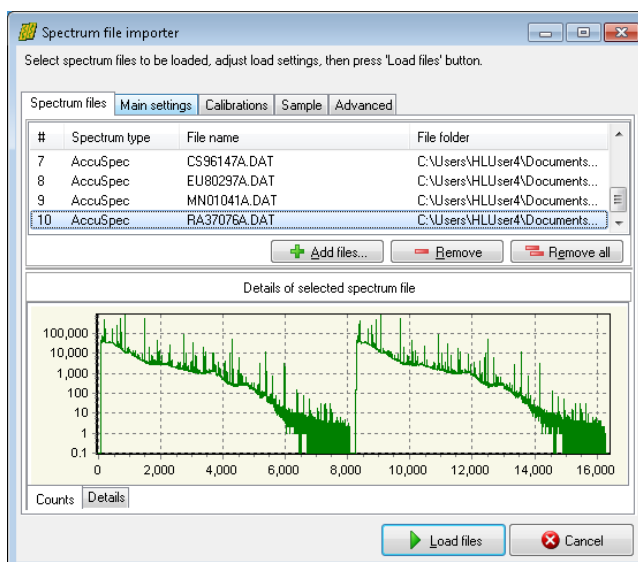 Spectrum file importer
Select spectrum files to be loaded, adjust load settings, then press 'Load files' button.
Spectrum files Main settings Calibrations Sample Advanced
# Spectrum type File name File folder
7 AccuSpec CS96147A.DAT C:\Users\HLUser4\Documents...
8 AccuSpec EU80297A.DAT C:\Users\HLUser4\Documents...
9 AccuSpec MN01041A.DAT C:\Users\HLUser4\Documents...
10 AccuSpec RA37076A.DAT C:\Users\HLUser4\Documents...
Add files... Remove Remove all
Details of selected spectrum file
100,000
10,000
1,000
100
10
1
0.1
0 2,000 4,000 6,000 8,000 10,000 12,000 14,000 16,000
Counts Details
Load files Cancel